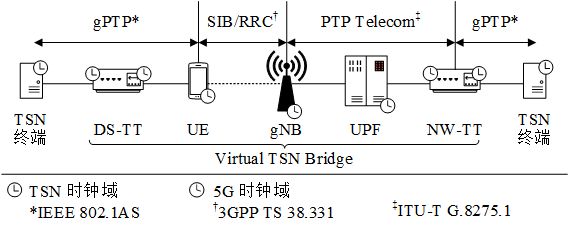 gPTP* SIB/RRC† PTP Telecom‡ gPTP*
TSN 终端 DS-TT UE gNB UPF NW-TT TSN 终端
Virtual TSN Bridge
TSN 时钟域 5G 时钟域
*IEEE 802.1AS †3GPP TS 38.331 ‡ITU-T G.8275.1